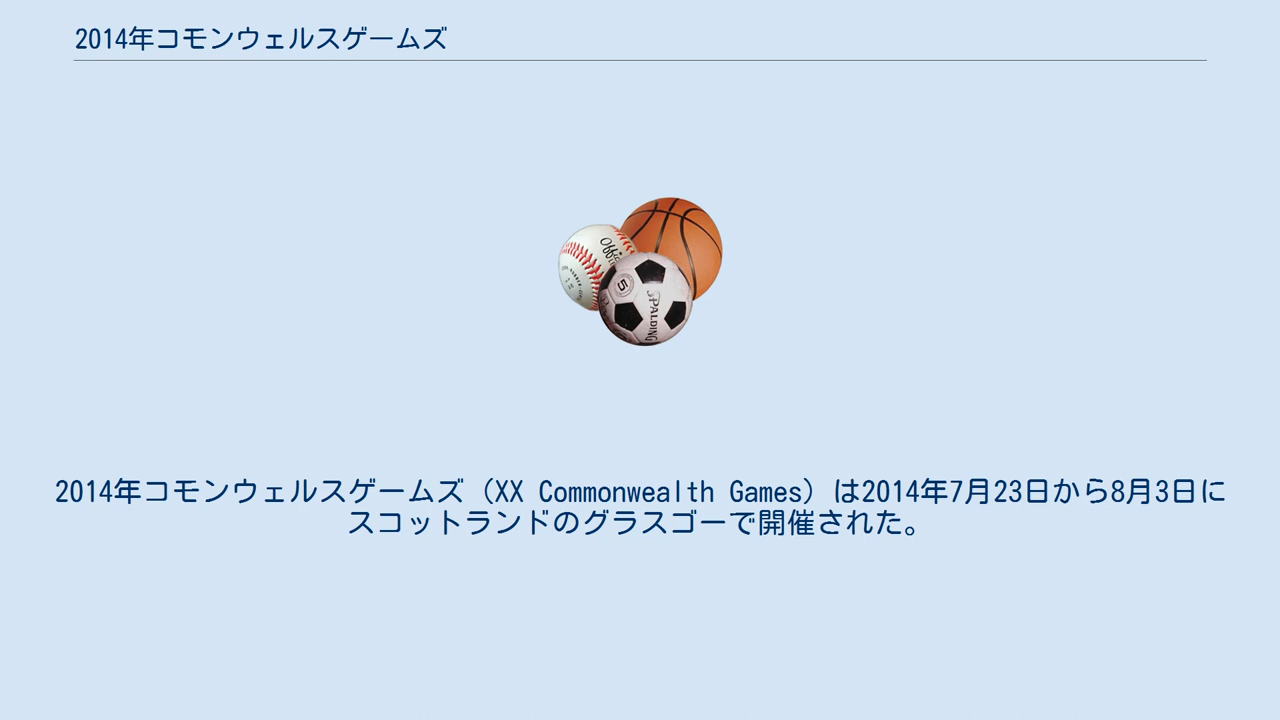 2014年コモンウェルスゲームズ
Offi
5
SPALDING
2014年コモンウェルスゲームズ（XX Commonwealth Games）は2014年7月23日から8月3日に
スコットランドのグラスゴーで開催された。